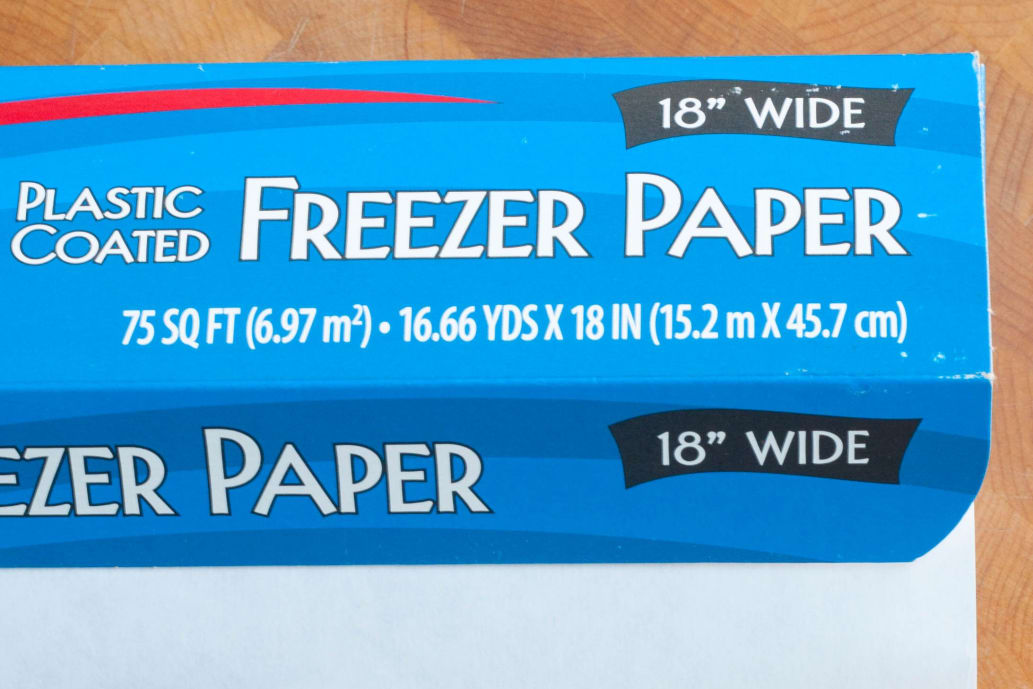 18” WIDE
PLASTIC
COATED
FREEZER PAPER
75 SQ FT (6.97 m²) • 16.66 YDS X 18 IN (15.2 m X 45.7 cm)
EZER PAPER
18” WIDE